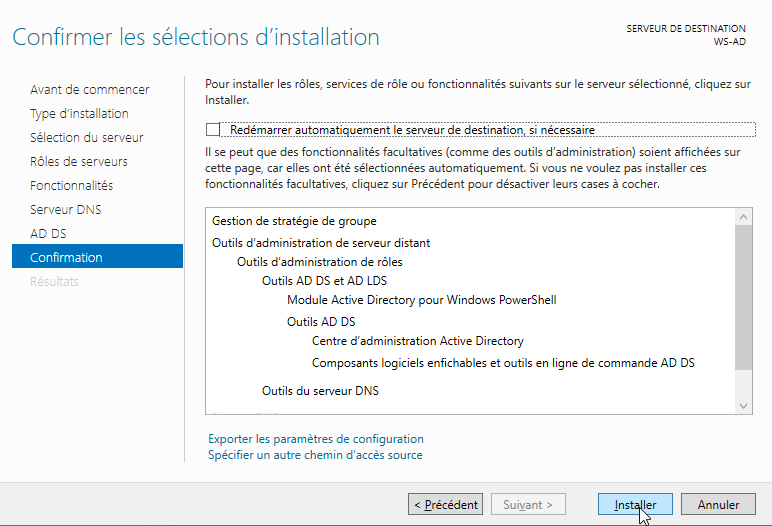 Confirmer les sélections d'installation
SERVEUR DE DESTINATION
WS-AD
Avant de commencer
Type d'installation
Sélection du serveur
Rôles de serveurs
Fonctionnalités
Serveur DNS
AD DS
Confirmation
Résultats
Pour installer les rôles, services de rôle ou fonctionnalités suivants sur le serveur sélectionné, cliquez sur
Installer.
Redémarrer automatiquement le serveur de destination, si nécessaire
Il se peut que des fonctionnalités facultatives (comme des outils d'administration) soient affichées sur
cette page, car elles ont été sélectionnées automatiquement. Si vous ne voulez pas installer ces
fonctionnalités facultatives, cliquez sur Précédent pour désactiver leurs cases à cocher.
Gestion de stratégie de groupe
Outils d'administration de serveur distant
Outils d'administration de rôles
Outils AD DS et AD LDS
Module Active Directory pour Windows PowerShell
Outils AD DS
Centre d'administration Active Directory
Composants logiciels enfichables et outils en ligne de commande AD DS
Outils du serveur DNS
Exporter les paramètres de configuration
Spécifier un autre chemin d'accès source
< Précédent
Suivant >
Installer
Annuler